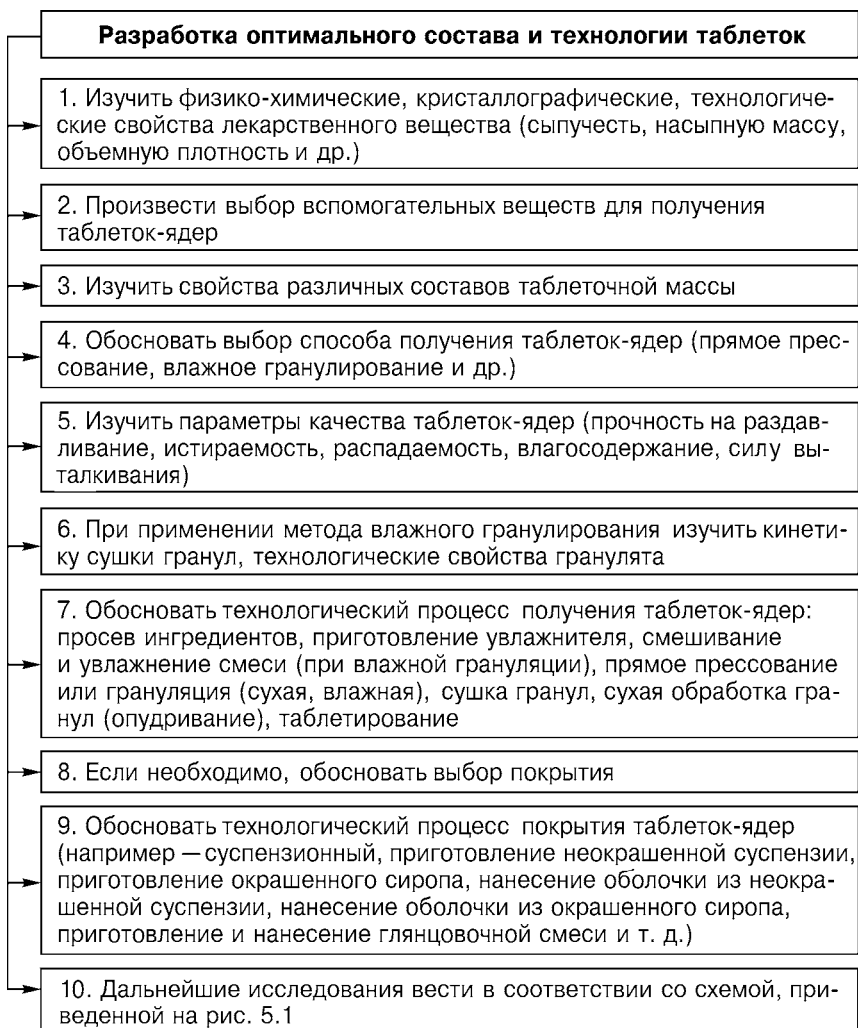 Разработка оптимального состава и технологии таблеток
1. Изучить физико-химические, кристаллографические, технологиче-
ские свойства лекарственного вещества (сыпучесть, насыпную массу,
объемную плотность и др.)
2. Произвести выбор вспомогательных веществ для получения
таблеток-ядер
3. Изучить свойства различных составов таблеточной массы
4. Обосновать выбор способа получения таблеток-ядер (прямое прес-
сование, влажное гранулирование и др.)
5. Изучить параметры качества таблеток-ядер (прочность на раздав-
ливание, истираемость, распадаемость, влагосодержание, силу вы-
талкивания)
6. При применении метода влажного гранулирования изучить кинети-
ку сушки гранул, технологические свойства гранулята
7. Обосновать технологический процесс получения таблеток-ядер:
просев ингредиентов, приготовление увлажнителя, смешивание
и увлажнение смеси (при влажной грануляции), прямое прессование
или грануляция (сухая, влажная), сушка гранул, сухая обработка гра-
нул (опудривание), таблетирование
8. Если необходимо, обосновать выбор покрытия
9. Обосновать технологический процесс покрытия таблеток-ядер
(например — суспензионный, приготовление неокрашенной суспензии,
приготовление окрашенного сиропа, нанесение оболочки из неокра-
шенной суспензии, нанесение оболочки из окрашенного сиропа,
приготовление и нанесение глянцовочной смеси и т. д.)
10. Дальнейшие исследования вести в соответствии со схемой, при-
веденной на рис. 5.1